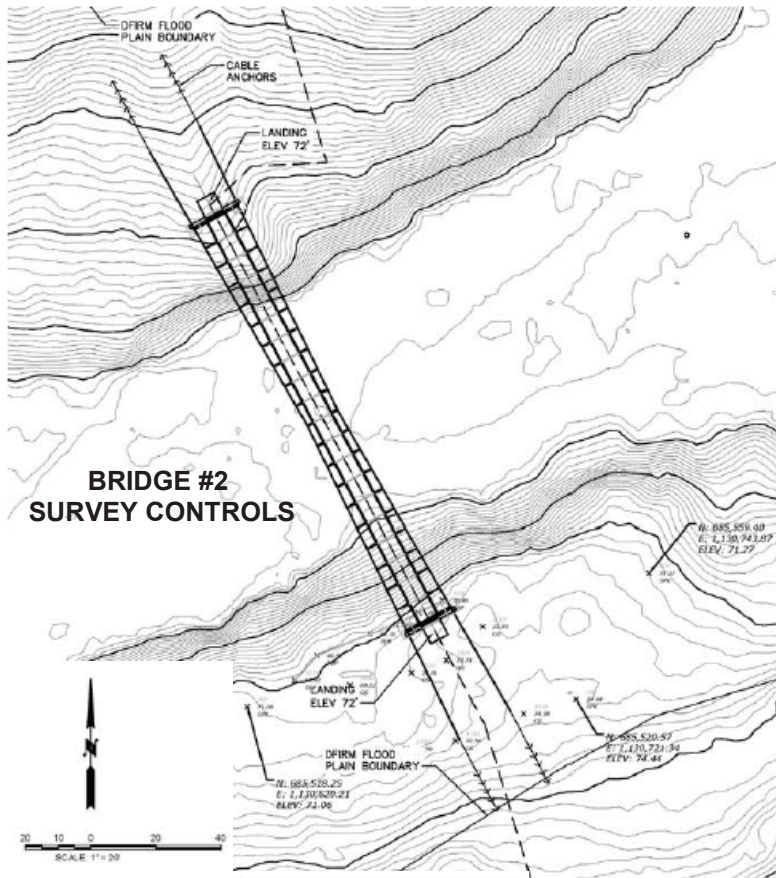 DFIRM FLOOD
PLAIN BOUNDARY
CABLE
ANCHORS
LANDING
ELEV 72'
BRIDGE #2
SURVEY CONTROLS
N: 685,559.40
E: 1,130,743.87
ELEV: 71.27
LANDING
ELEV 72'
N: 685,520.57
E: 1,130,721.34
ELEV: 74.44
DFIRM FLOOD
PLAIN BOUNDARY
N: 685,518.25
E: 1,130,620.21
ELEV: 71.06
N
20 10 0 20 40
SCALE: 1" = 20'